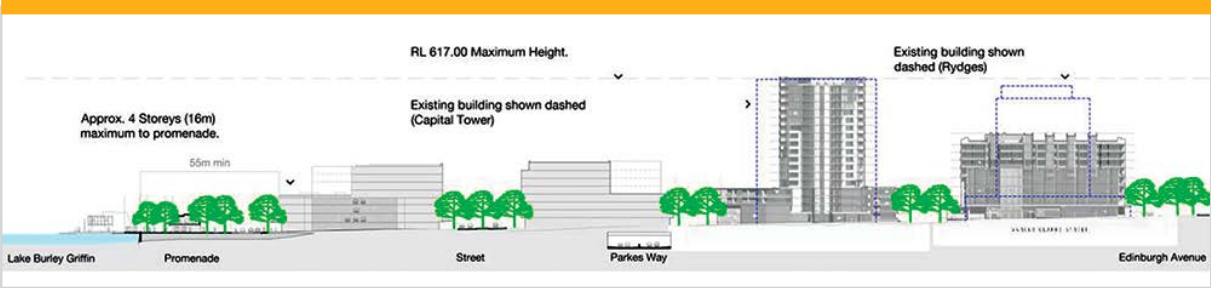 RL 617.00 Maximum Height.
Existing building shown
dashed (Rydges)
Existing building shown dashed
(Capital Tower)
Approx. 4 Storeys (16m)
maximum to promenade.
55m min
Lake Burley Griffin
Promenade
Street
Parkes Way
Edinburgh Avenue